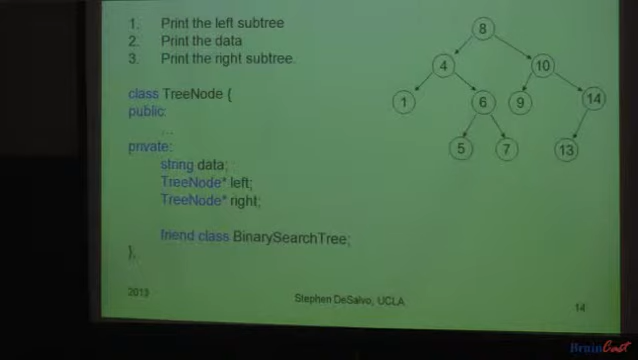 1. Print the left subtree
2. Print the data
3. Print the right subtree.
class TreeNode {
public:
...
private:
string data;
TreeNode* left;
TreeNode* right;
friend class BinarySearchTree;
};
8
4
10
1
6
9
14
5
7
13
2013
Stephen DeSalvo, UCLA
14
BrainCast